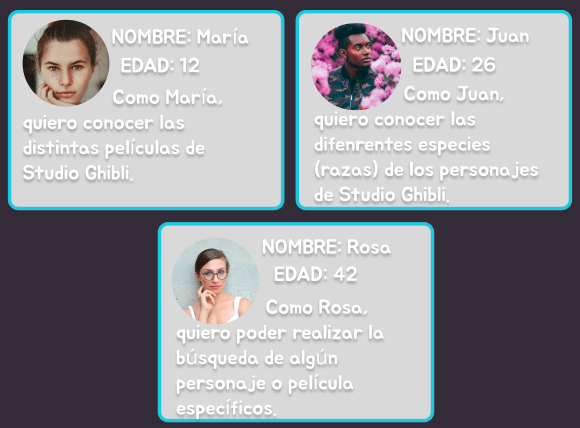 NOMBRE: María
EDAD: 12
Como María,
quiero conocer las
distintas películas de
Studio Ghibli.
NOMBRE: Juan
EDAD: 26
Como Juan,
quiero conocer las
difenrentes especies
(razas) de los personajes
de Studio Ghibli.
NOMBRE: Rosa
EDAD: 42
Como Rosa,
quiero poder realizar la
búsqueda de algún
personaje o película
específicos.